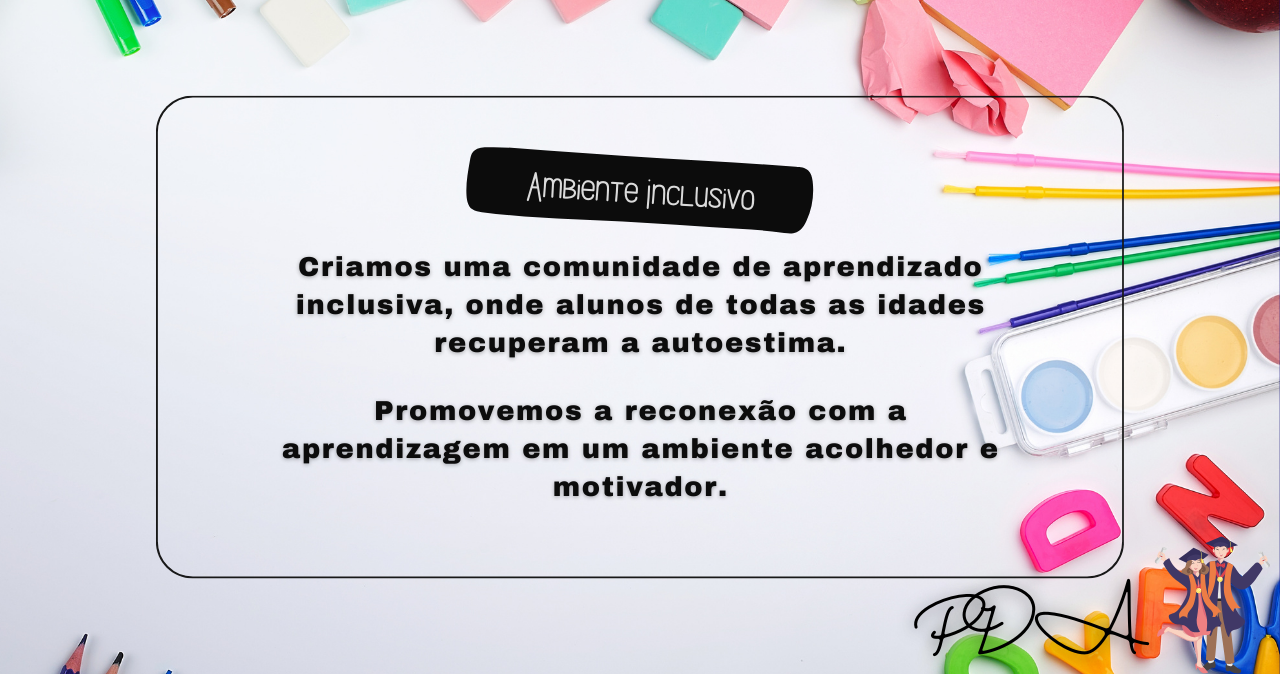 Ambiente inclusivo
Criamos uma comunidade de aprendizado
inclusiva, onde alunos de todas as idades
recuperam a autoestima.
Promovemos a reconexão com a
aprendizagem em um ambiente acolhedor e
motivador.
D
N
F